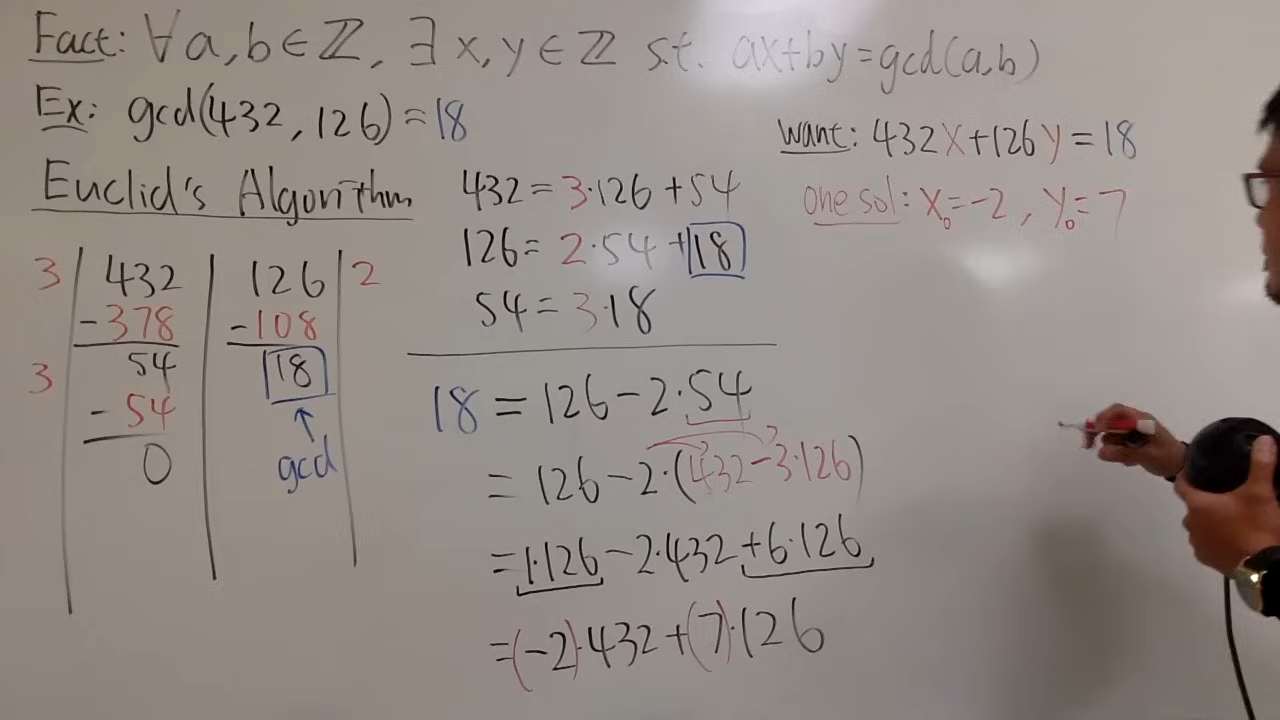 Fact: ∀a,b∈ℤ, ∃x,y∈ℤ s.t. ax+by=gcd(a,b)
Ex: gcd(432,126)=18
Euclid's Algorithm
3 | 432 | 126 | 2
-378 | -108
3 | 54 | 18
-54
0
gcd
432=3·126+54
126=2·54+18
54=3·18
18=126-2·54
=126-2·(432-3·126)
=1·126-2·432+6·126
=(-2)·432+(7)·126
want: 432x+126y=18
one sol: x₀=-2, y₀=7